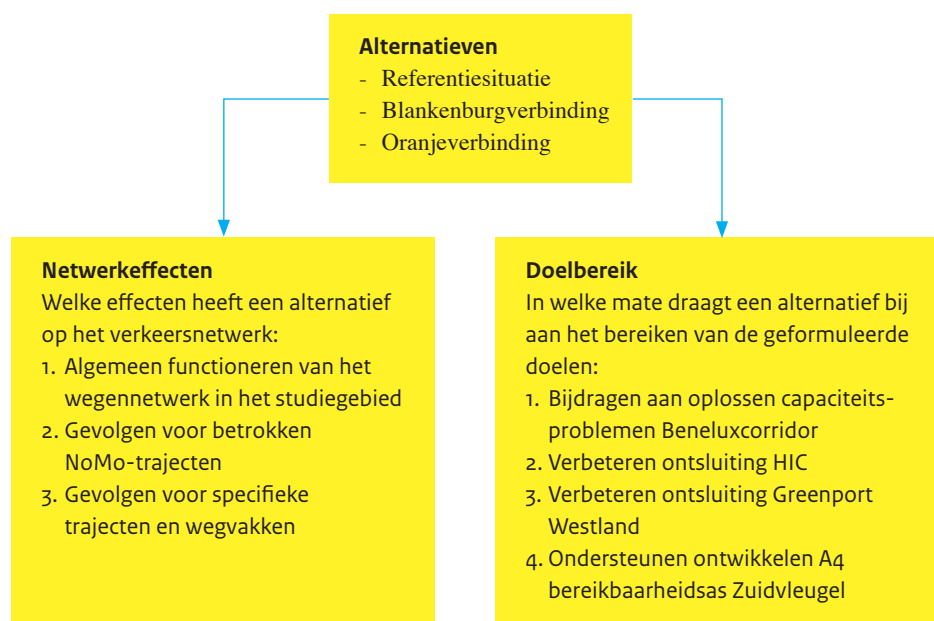 Alternatieven
- Referentiesituatie
- Blankenburgverbinding
- Oranjeverbinding
Netwerkeffecten
Welke effecten heeft een alternatief
op het verkeersnetwerk:
1. Algemeen functioneren van het
wegennetwerk in het studiegebied
2. Gevolgen voor betrokken
NoMo-trajecten
3. Gevolgen voor specifieke
trajecten en wegvakken
Doelbereik
In welke mate draagt een alternatief bij
aan het bereiken van de geformuleerde
doelen:
1. Bijdragen aan oplossen capaciteits-
problemen Beneluxcorridor
2. Verbeteren ontsluiting HIC
3. Verbeteren ontsluiting Greenport
Westland
4. Ondersteunen ontwikkelen A4
bereikbaarheidsas Zuidvleugel